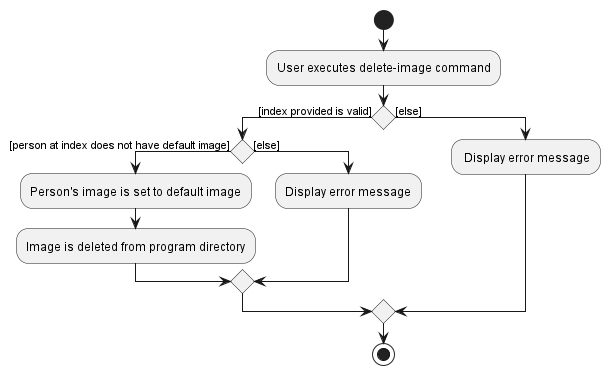 User executes delete-image command
[index provided is valid]
[else]
[person at index does not have default image]
[else]
Display error message
Person's image is set to default image
Display error message
Image is deleted from program directory